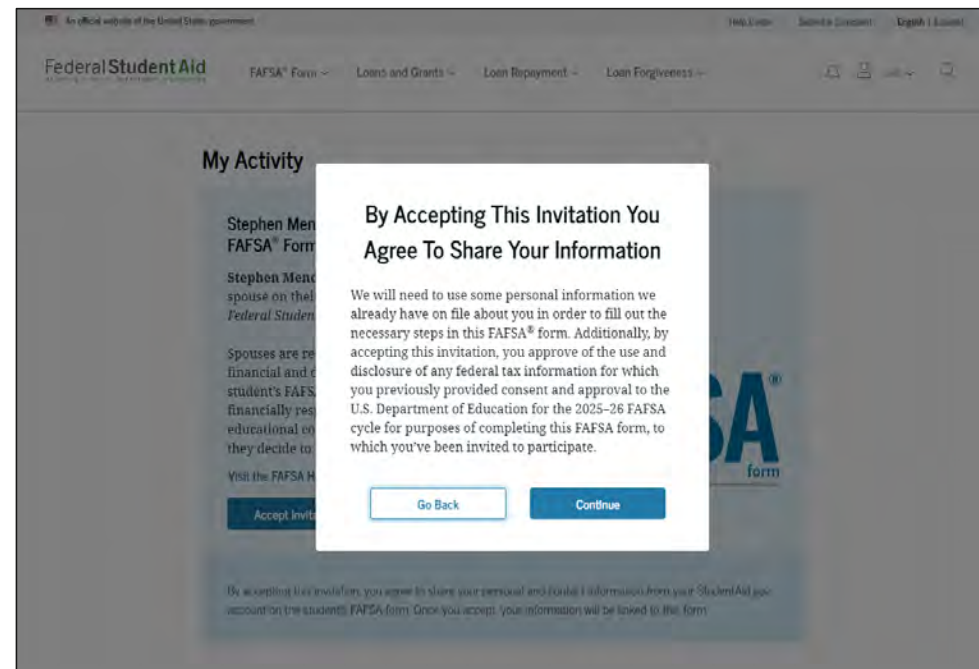 An official website of the United States government.
Help Center Submit a Complaint English | Español
Federal Student Aid FAFSA® Form Loans and Grants Loan Repayment Loan Forgiveness
My Activity
Stephen Men
FAFSA® Form
Stephen Mend
spouse on thei
Federal Studen
Spouses are re
financial and c
student's FAFS
financially res
educational co
they decide to
Visit the FAFSA H
Accept Invita
SA®
form
By Accepting This Invitation You
Agree To Share Your Information
We will need to use some personal information we
already have on file about you in order to fill out the
necessary steps in this FAFSA® form. Additionally, by
accepting this invitation, you approve of the use and
disclosure of any federal tax information for which
you previously provided consent and approval to the
U.S. Department of Education for the 2025–26 FAFSA
cycle for purposes of completing this FAFSA form, to
which you've been invited to participate.
Go Back Continue
By accepting this invitation, you agree to share your personal and contact information from your StudentAid.gov
account on the student's FAFSA form. Once you accept, your information will be linked to this form.